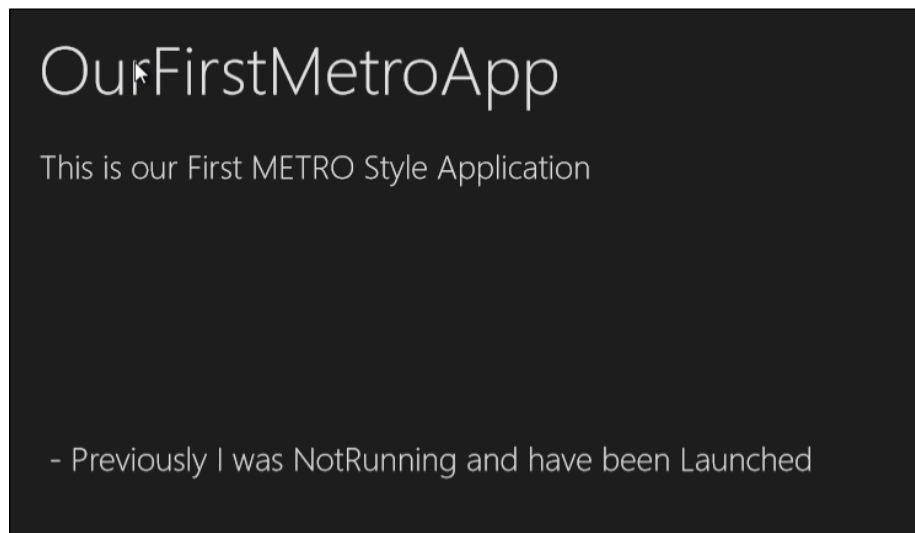 OurFirstMetroApp
This is our First METRO Style Application
- Previously I was NotRunning and have been Launched